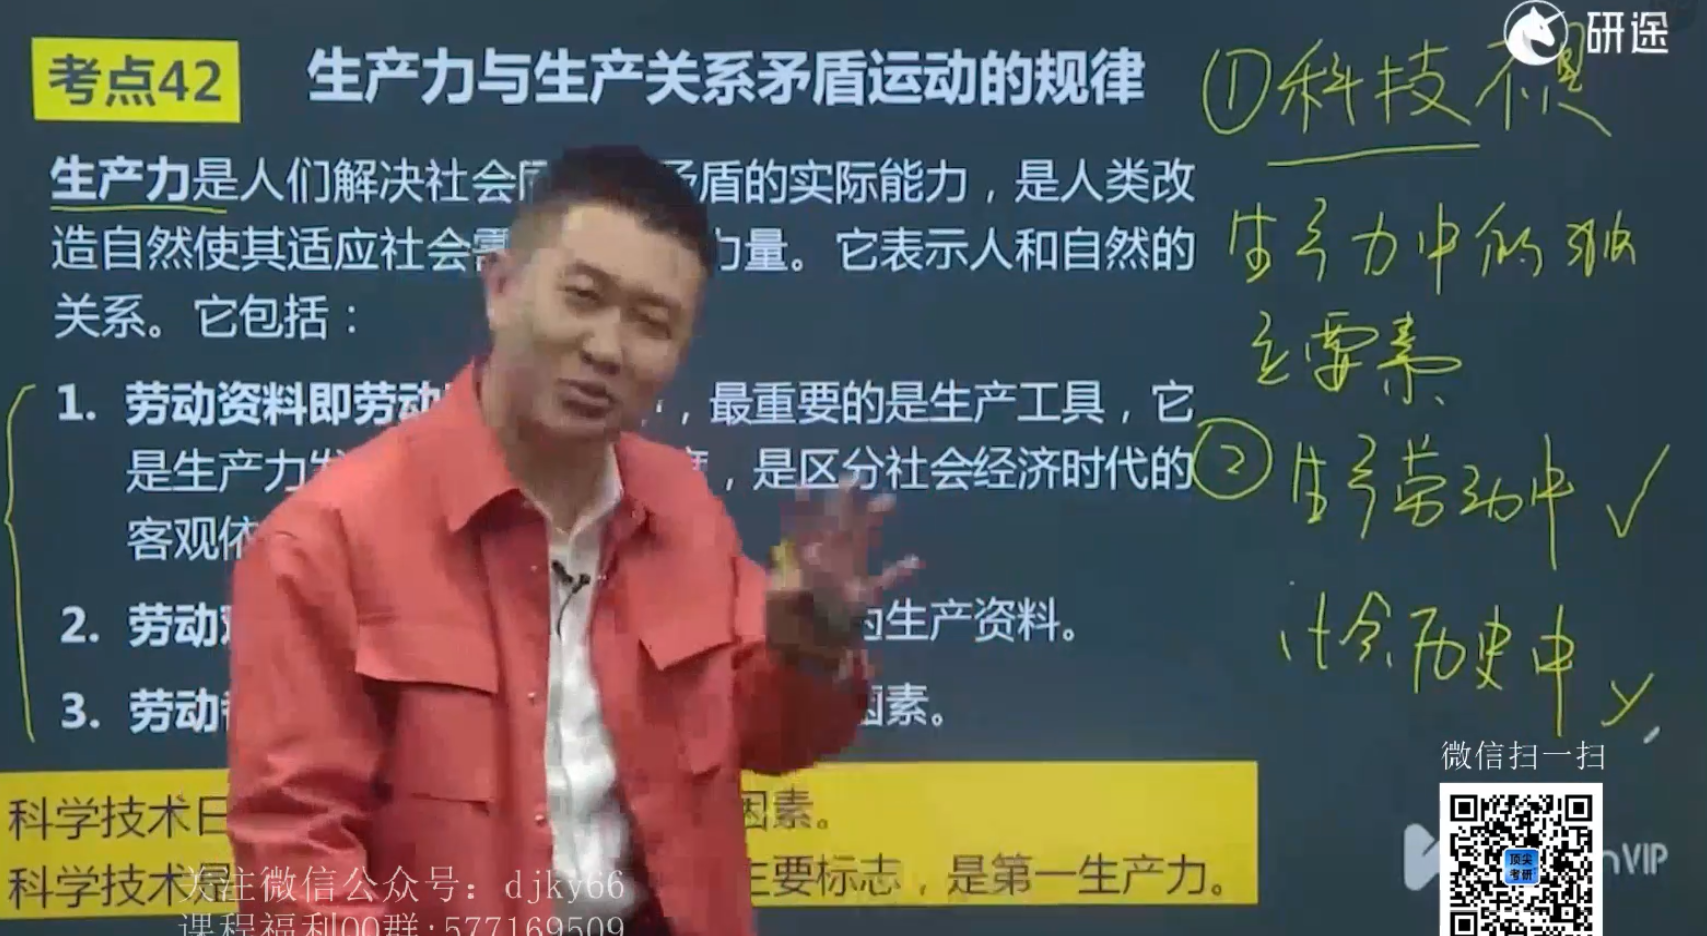 考点42 生产力与生产关系矛盾运动的规律
生产力是人们解决社会同 矛盾的实际能力，是人类改
造自然使其适应社会需 力量。它表示人和自然的
关系。它包括：
1. 劳动资料即劳动 ，最重要的是生产工具，它
是生产力发 ，是区分社会经济时代的
客观依
2. 劳动对 的生产资料。
3. 劳动者 因素。
科学技术日 因素。
科学技术是 主要标志，是第一生产力。
研途
①科技不是
生产力中的独
立要素
②生产劳动中✓
社会历史中
微信扫一扫
顶尖
考研
VIP
关注微信公众号：djky66
课程福利QQ群:577169509